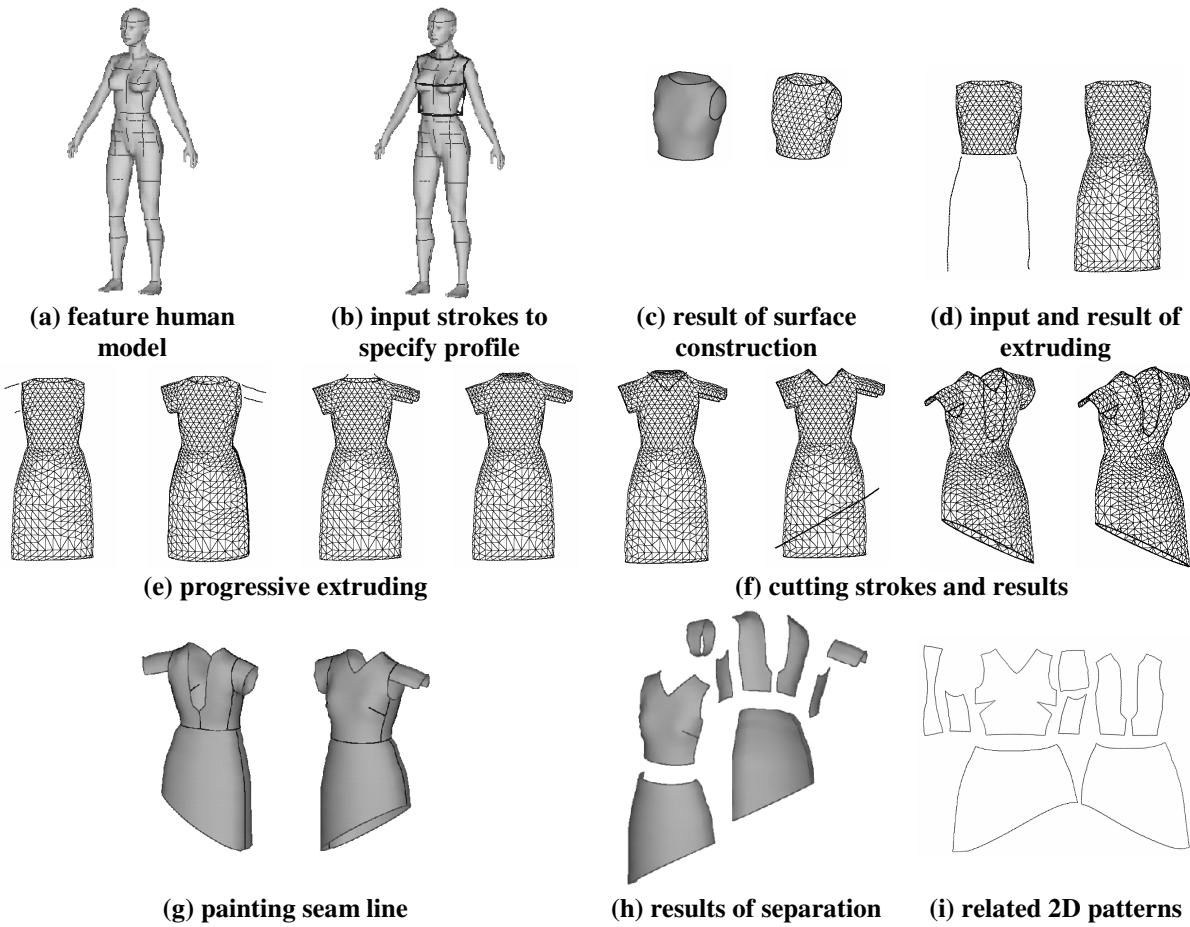 (a) feature human
model
(b) input strokes to
specify profile
(c) result of surface
construction
(d) input and result of
extruding
(e) progressive extruding
(f) cutting strokes and results
(g) painting seam line
(h) results of separation
(i) related 2D patterns